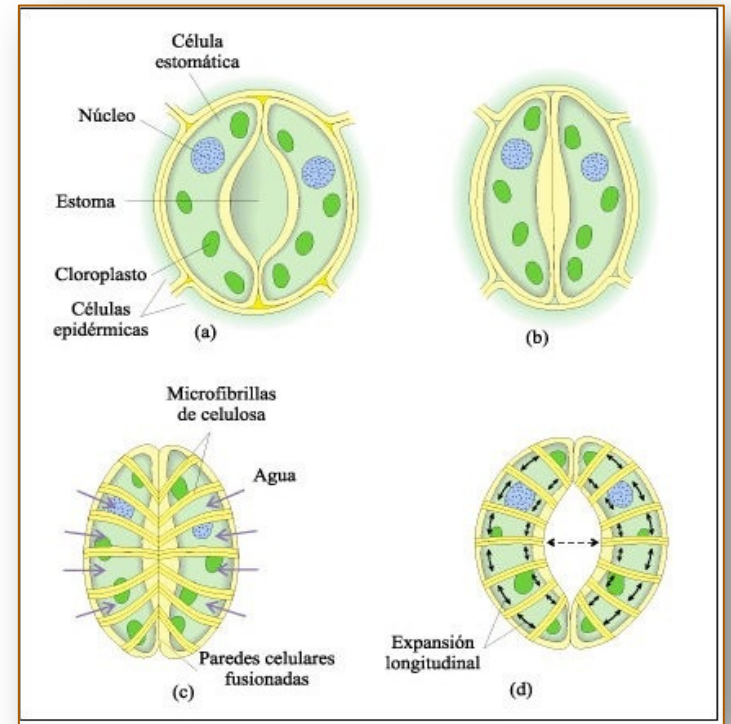 Célula
estomática
Núcleo
Estoma
Cloroplasto
Células
epidérmicas
(a)
(b)
Microfibrillas
de celulosa
Agua
Paredes celulares
fusionadas
(c)
Expansión
longitudinal
(d)